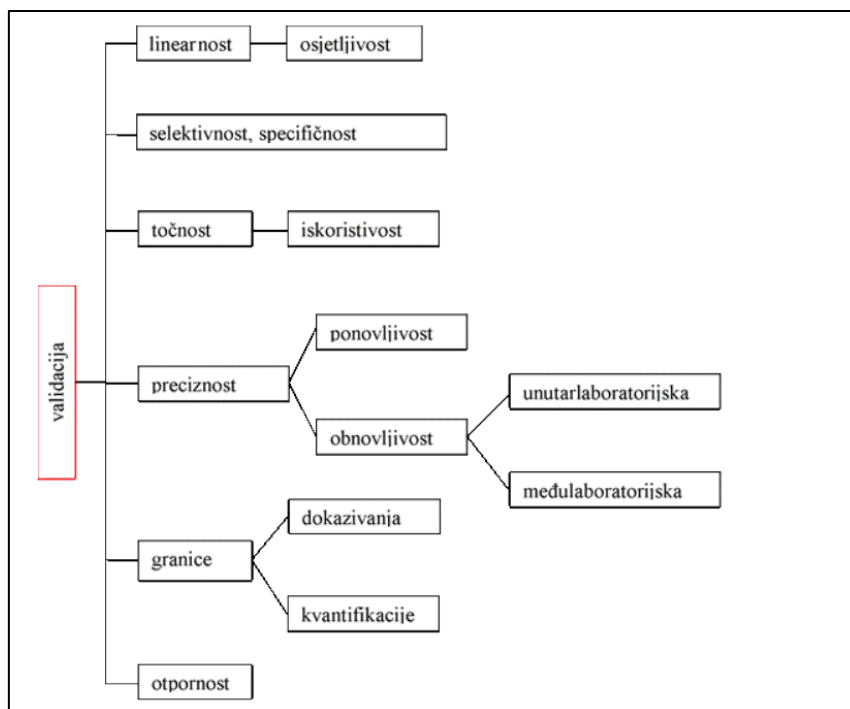 linearnost
osjetljivost
selektivnost, specifičnost
točnost
iskoristivost
validacija
preciznost
ponovljivost
obnovljivost
unutarlaboratorijska
međulaboratorijska
granice
dokazivanja
kvantifikacije
otpornost